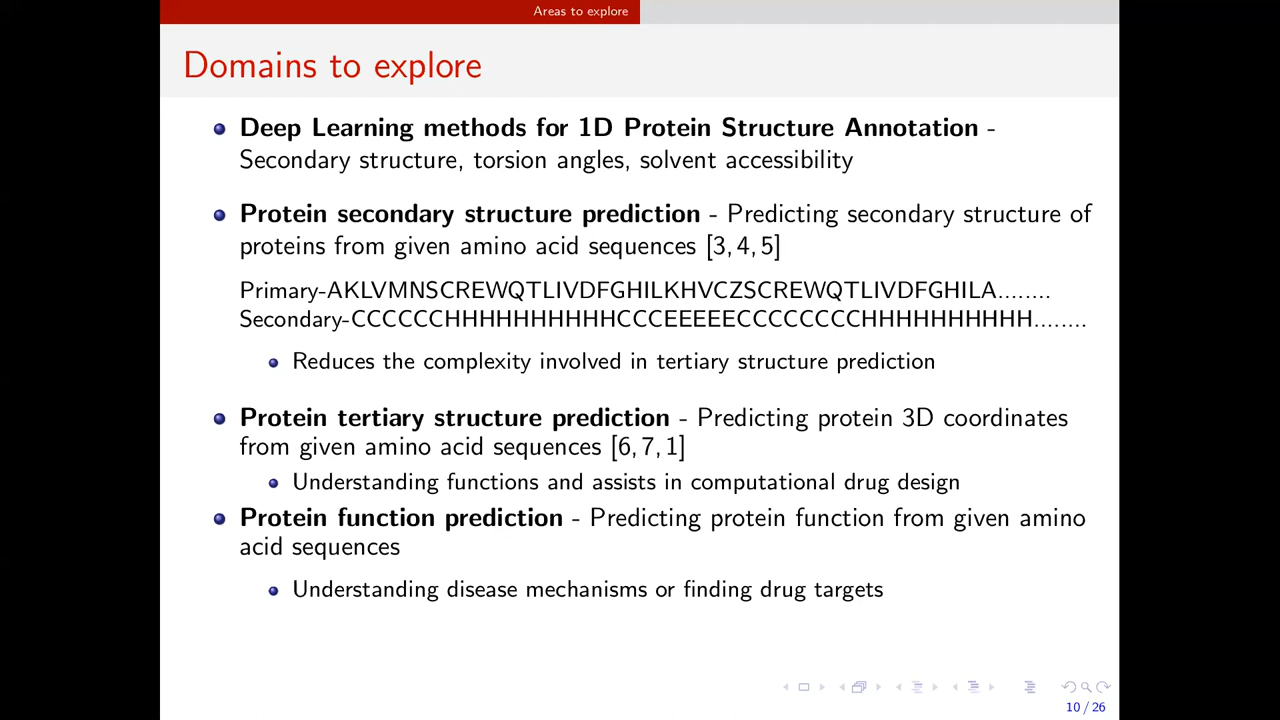 Areas to explore
Domains to explore
Deep Learning methods for 1D Protein Structure Annotation -
Secondary structure, torsion angles, solvent accessibility
Protein secondary structure prediction - Predicting secondary structure of
proteins from given amino acid sequences [3, 4, 5]
Primary-AKLVMNSCREWQTLIVDFGHILKHVCZSCREWQTLIVDFGHILA........
Secondary-CCCCCCHHHHHHHHHHCCCEEEEECCCCCCCCHHHHHHHHHH........
Reduces the complexity involved in tertiary structure prediction
Protein tertiary structure prediction - Predicting protein 3D coordinates
from given amino acid sequences [6, 7, 1]
Understanding functions and assists in computational drug design
Protein function prediction - Predicting protein function from given amino
acid sequences
Understanding disease mechanisms or finding drug targets
10 / 26